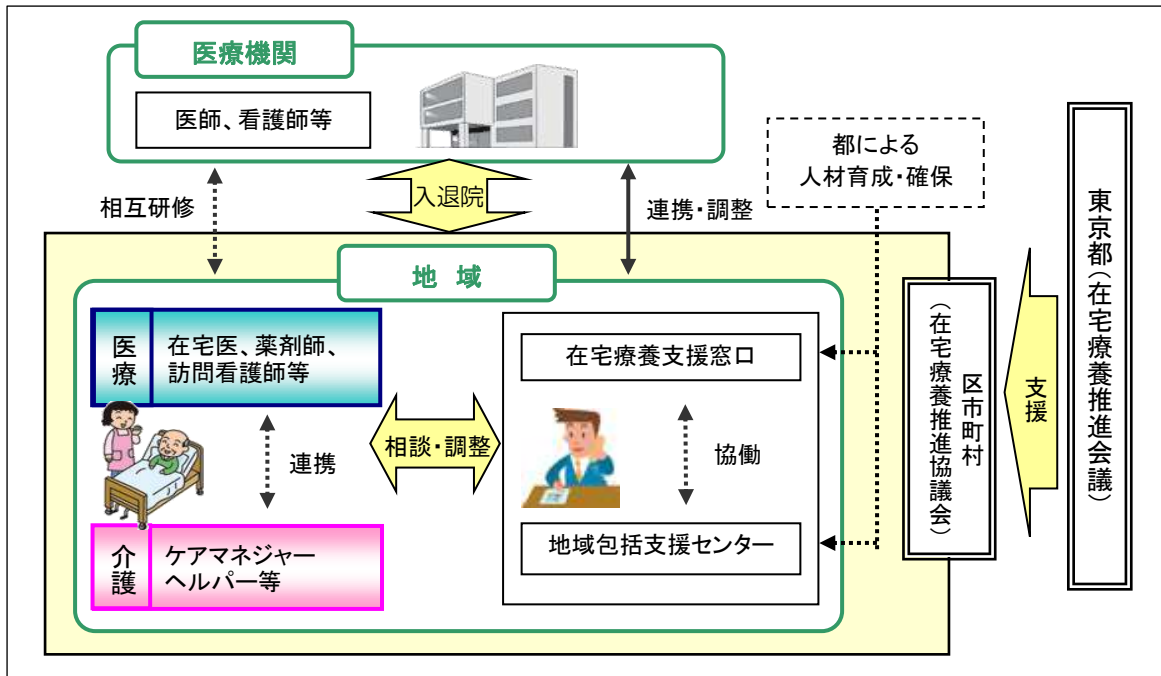 医療機関
医師、看護師等
都による
人材育成・確保
相互研修
入退院
連携・調整
地 域
医療
在宅医、薬剤師、
訪問看護師等
連携
介護
ケアマネジャー
ヘルパー等
相談・調整
在宅療養支援窓口
協働
地域包括支援センター
区市町村
(在宅療養推進協議会)
支援
東京都(在宅療養推進会議)